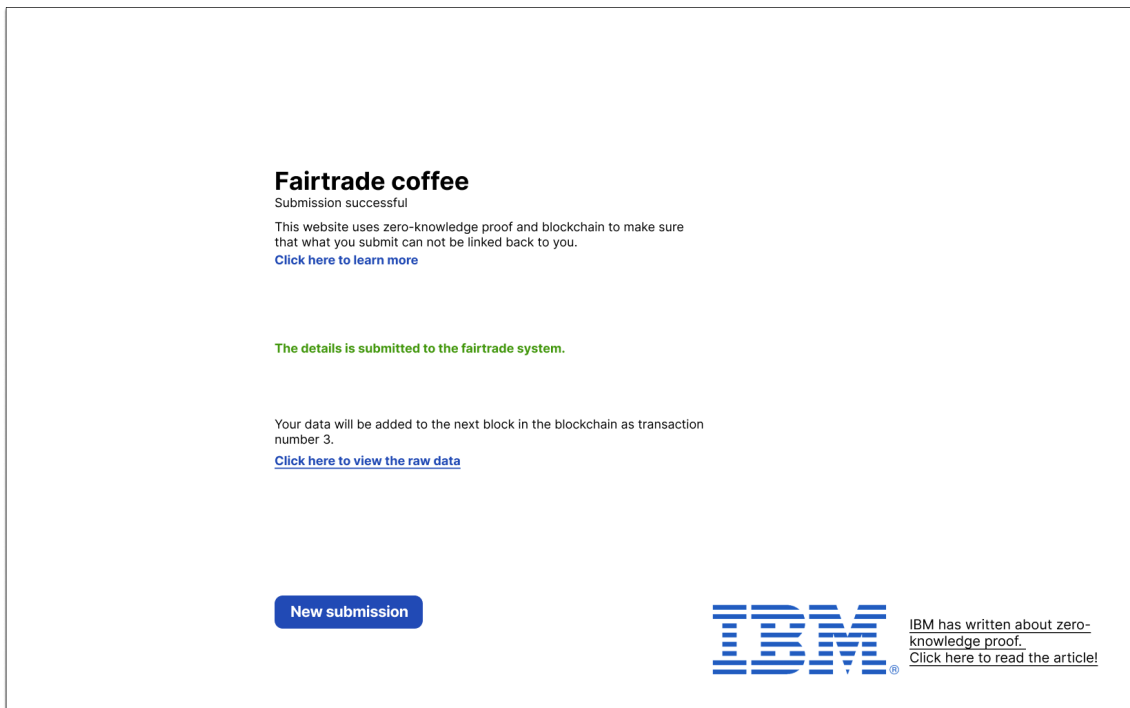 Fairtrade coffee
Submission successful
This website uses zero-knowledge proof and blockchain to make sure
that what you submit can not be linked back to you.
Click here to learn more
The details is submitted to the fairtrade system.
Your data will be added to the next block in the blockchain as transaction
number 3.
Click here to view the raw data
New submission
IBM®
IBM has written about zero-
knowledge proof.
Click here to read the article!